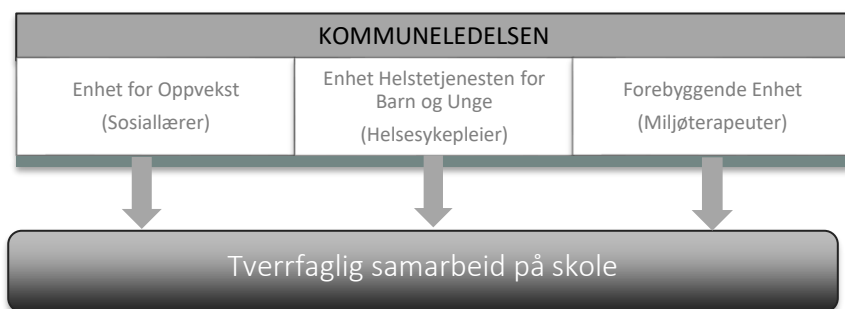 KOMMUNELEDELSEN
Enhet for Oppvekst
(Sosiallærer)
Enhet Helstetjenesten for
Barn og Unge
(Helsesykepleier)
Forebyggende Enhet
(Miljøterapeuter)
Tverrfaglig samarbeid på skole